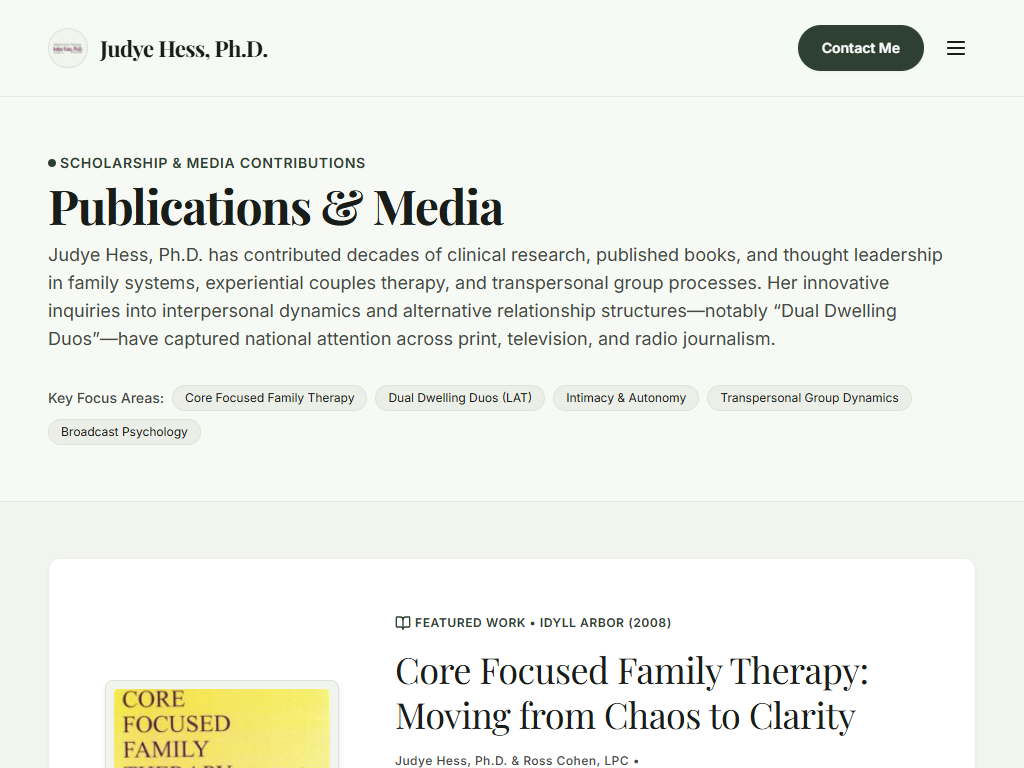 Judye Hess, Ph.D.
Contact Me
SCHOLARSHIP & MEDIA CONTRIBUTIONS
Publications & Media
Judye Hess, Ph.D. has contributed decades of clinical research, published books, and thought leadership
in family systems, experiential couples therapy, and transpersonal group processes. Her innovative
inquiries into interpersonal dynamics and alternative relationship structures—notably “Dual Dwelling
Duos”—have captured national attention across print, television, and radio journalism.
Key Focus Areas: Core Focused Family Therapy Dual Dwelling Duos (LAT) Intimacy & Autonomy Transpersonal Group Dynamics
Broadcast Psychology
FEATURED WORK • IDYLL ARBOR (2008)
Core Focused Family Therapy:
Moving from Chaos to Clarity
Judye Hess, Ph.D. & Ross Cohen, LPC •
CORE
FOCUSED
FAMILY
THERAPY